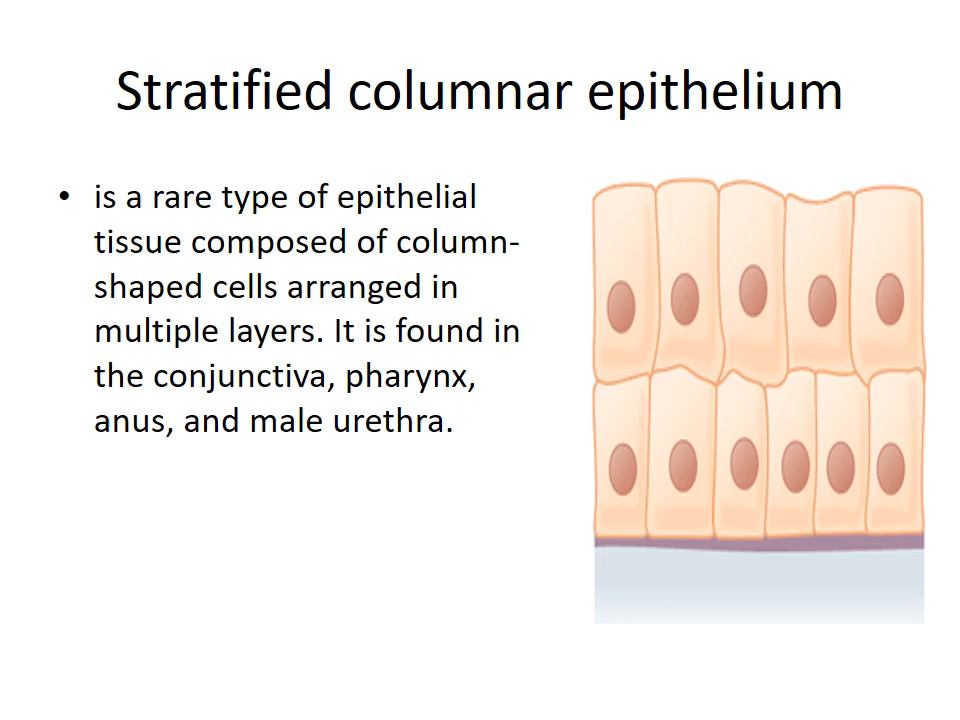 Stratified columnar epithelium
• is a rare type of epithelial
tissue composed of column-
shaped cells arranged in
multiple layers. It is found in
the conjunctiva, pharynx,
anus, and male urethra.